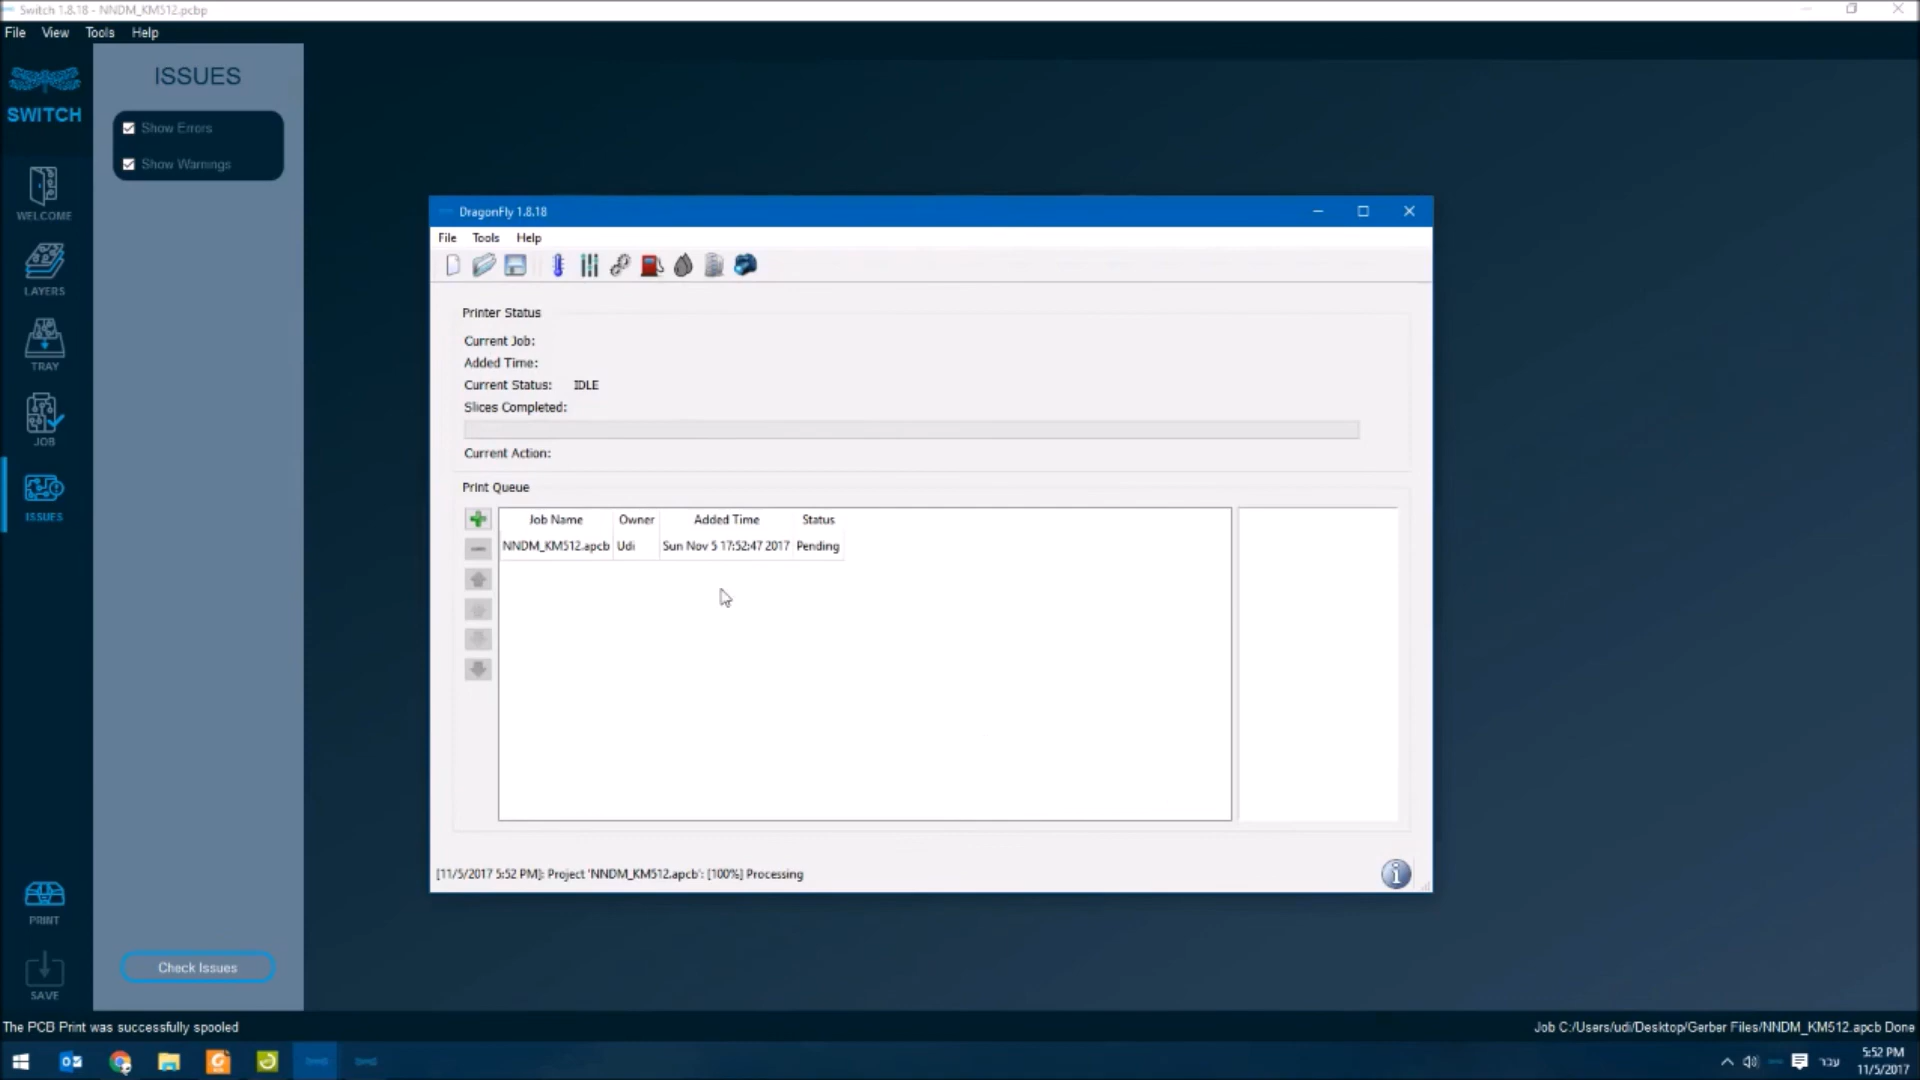 Switch 1.8.18 - NNDM_KM512.pcbp
File View Tools Help
SWITCH
WELCOME
LAYERS
TRAY
JOB
ISSUES
PRINT
SAVE
ISSUES
Show Errors
Show Warnings
Check Issues
DragonFly 1.8.18
File Tools Help
Printer Status
Current Job:
Added Time:
Current Status: IDLE
Slices Completed:
Current Action:
Print Queue
Job Name Owner Added Time Status
NNDM_KM512.apcb Udi Sun Nov 5 17:52:47 2017 Pending
[11/5/2017 5:52 PM]: Project 'NNDM_KM512.apcb': [100%] Processing
The PCB Print was successfully spooled
Job C:/Users/udi/Desktop/Gerber Files/NNDM_KM512.apcb Done
עבר
5:52 PM
11/5/2017